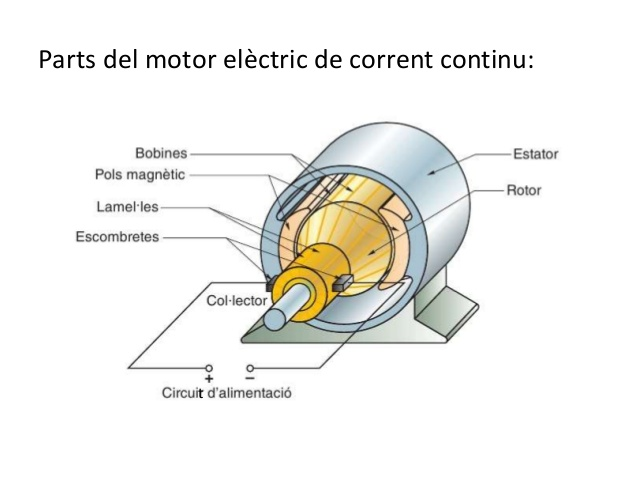 Parts del motor elèctric de corrent continu:
Bobines
Pols magnètic
Lamel·les
Escombretes
Estator
Rotor
Col·lector
+ –
Circuit d'alimentació